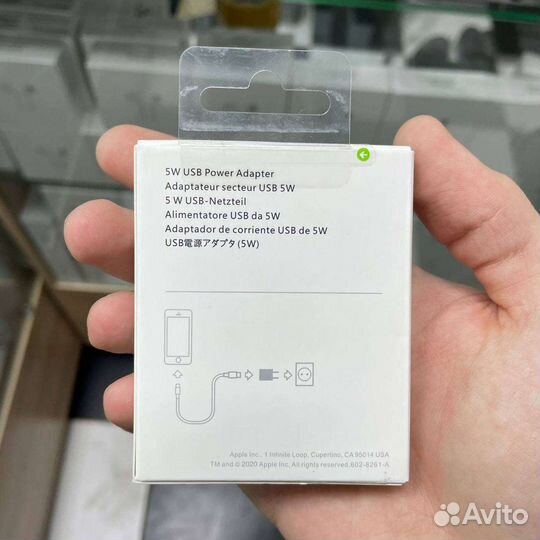 5W USB Power Adapter
Adaptateur secteur USB 5W
5 W USB-Netzteil
Alimentatore USB da 5W
Adaptador de corriente USB de 5W
USB電源アダプタ (5W)
Apple Inc., 1 Infinite Loop, Cupertino, CA 95014 USA
TM and © 2020 Apple Inc, All rights reserved,602-8261-A
Avito